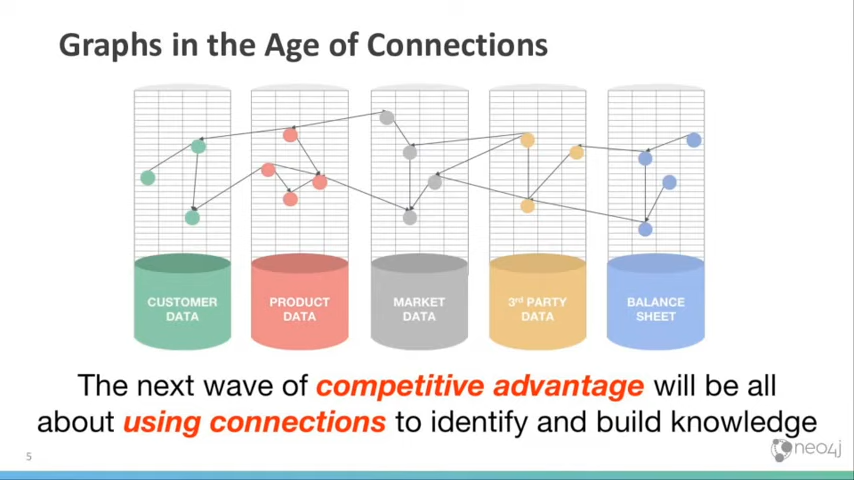 Graphs in the Age of Connections
CUSTOMER
DATA
PRODUCT
DATA
MARKET
DATA
3rd PARTY
DATA
BALANCE
SHEET
The next wave of competitive advantage will be all
about using connections to identify and build knowledge
5
neo4j